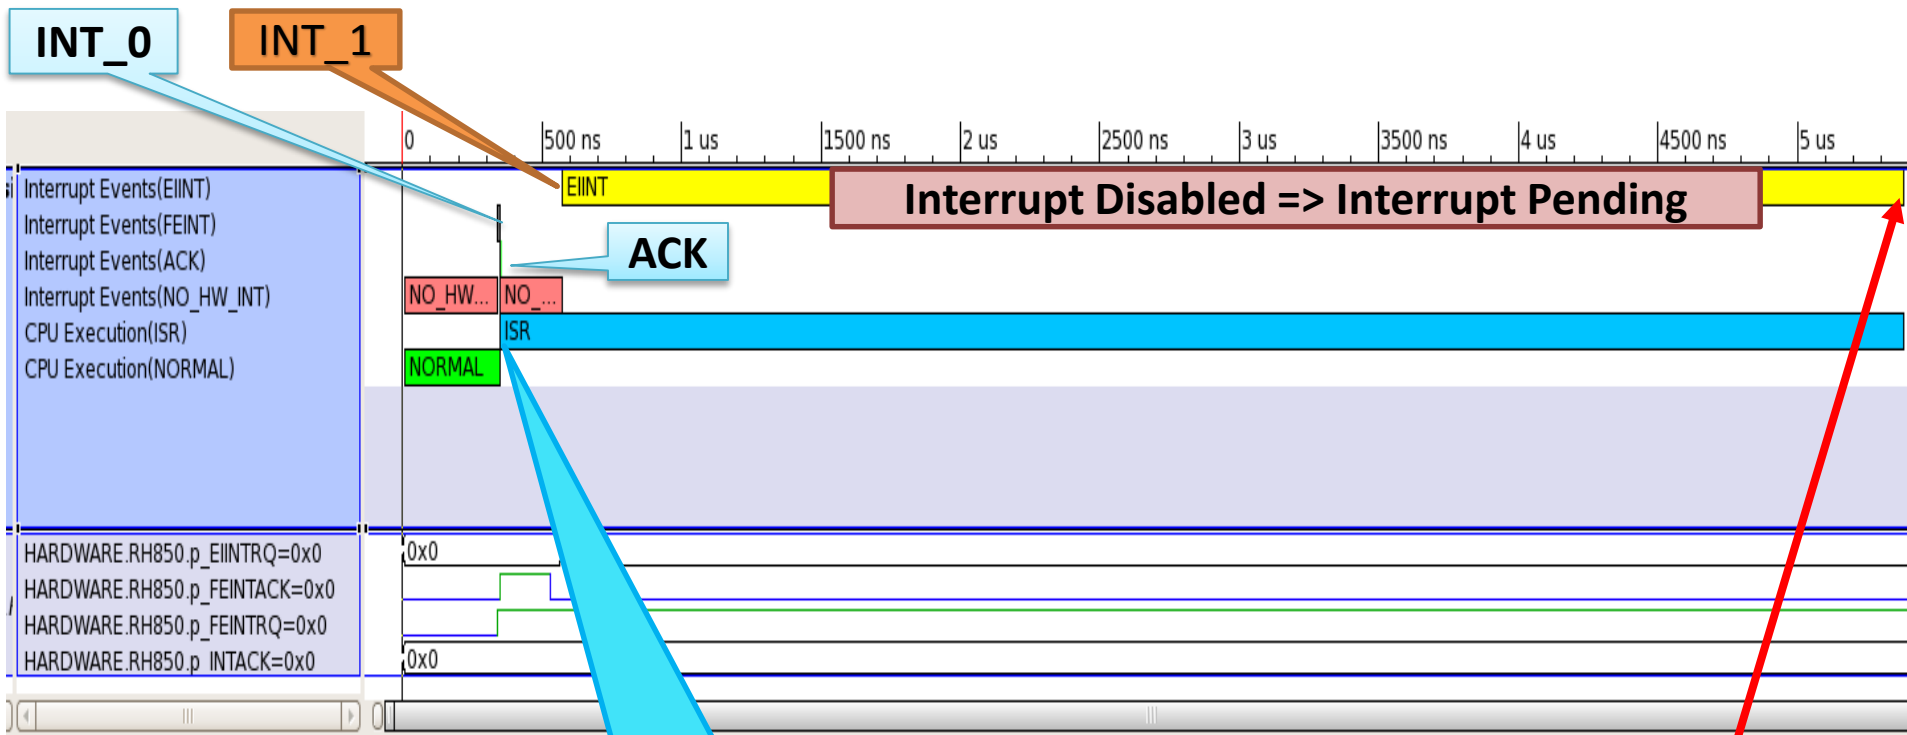 INT_0
INT_1
0
500 ns
1 us
1500 ns
2 us
2500 ns
3 us
3500 ns
4 us
4500 ns
5 us
Interrupt Events(EIINT)
EIINT
Interrupt Disabled => Interrupt Pending
Interrupt Events(FEINT)
Interrupt Events(ACK)
ACK
Interrupt Events(NO_HW_INT)
NO_HW...
NO_...
CPU Execution(ISR)
ISR
CPU Execution(NORMAL)
NORMAL
HARDWARE.RH850.p_EIINTRQ=0x0
0x0
HARDWARE.RH850.p_FEINTACK=0x0
HARDWARE.RH850.p_FEINTRQ=0x0
HARDWARE.RH850.p_INTACK=0x0
0x0